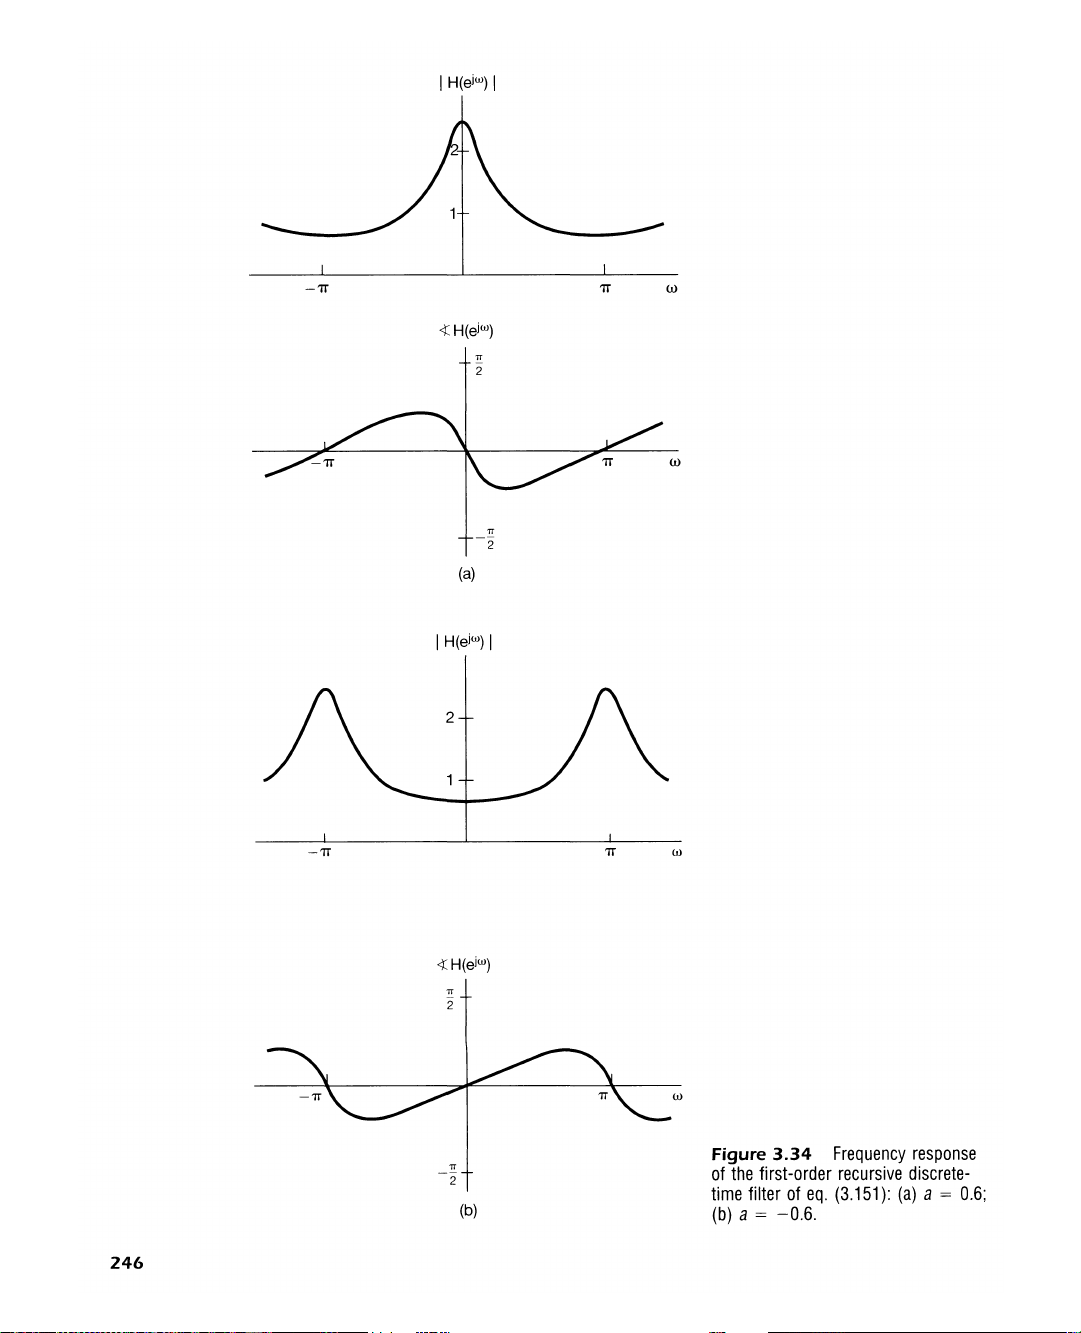 | H(e^jω) |
2
1
−π
π
ω
∢ H(e^jω)
π/2
−π
π
ω
−π/2
(a)
| H(e^jω) |
2
1
−π
π
ω
∢ H(e^jω)
π/2
−π
π
ω
−π/2
(b)
Figure 3.34 Frequency response
of the first-order recursive discrete-
time filter of eq. (3.151): (a) a = 0.6;
(b) a = −0.6.
246